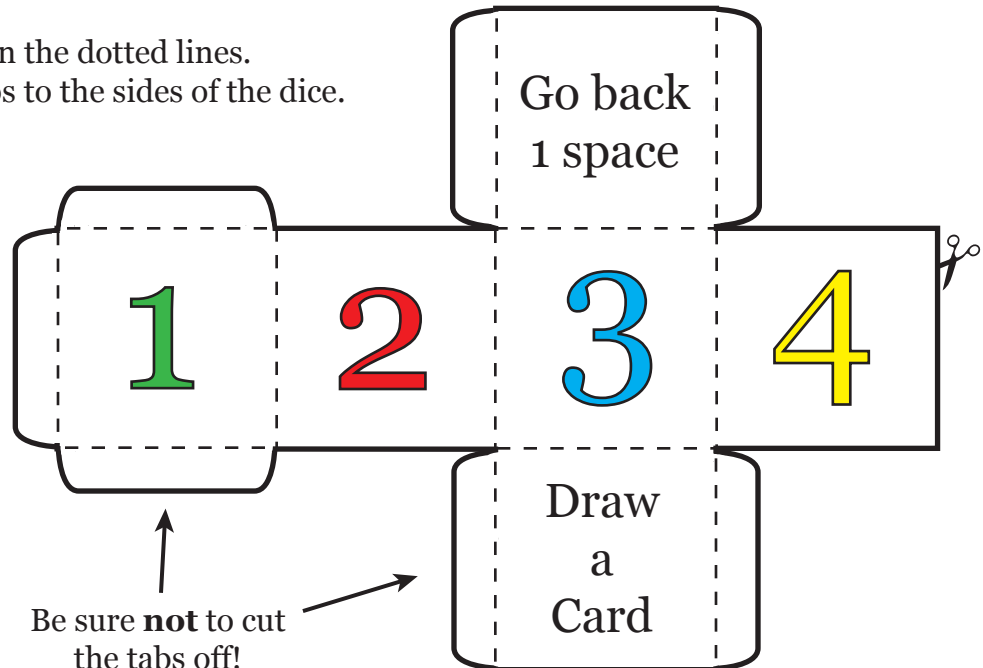 n the dotted lines.
s to the sides of the dice.
Go back
1 space
1
2
3
4
Draw
a
Card
Be sure not to cut
the tabs off!